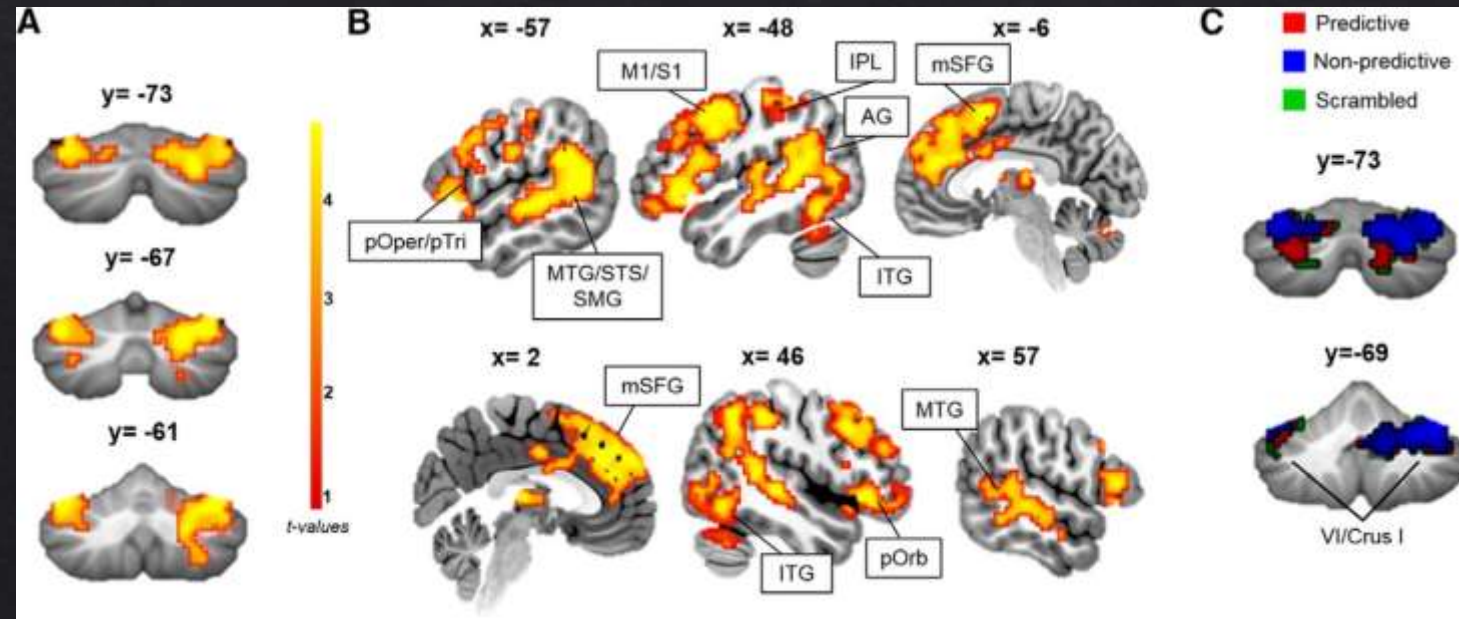 A
y= -73
y= -67
y= -61
4
3
2
1
t-values
B
x= -57
x= -48
x= -6
M1/S1
IPL
mSFG
AG
pOper/pTri
MTG/STS/
SMG
ITG
x= 2
x= 46
x= 57
mSFG
MTG
ITG
pOrb
C
Predictive
Non-predictive
Scrambled
y=-73
y=-69
VI/Crus I